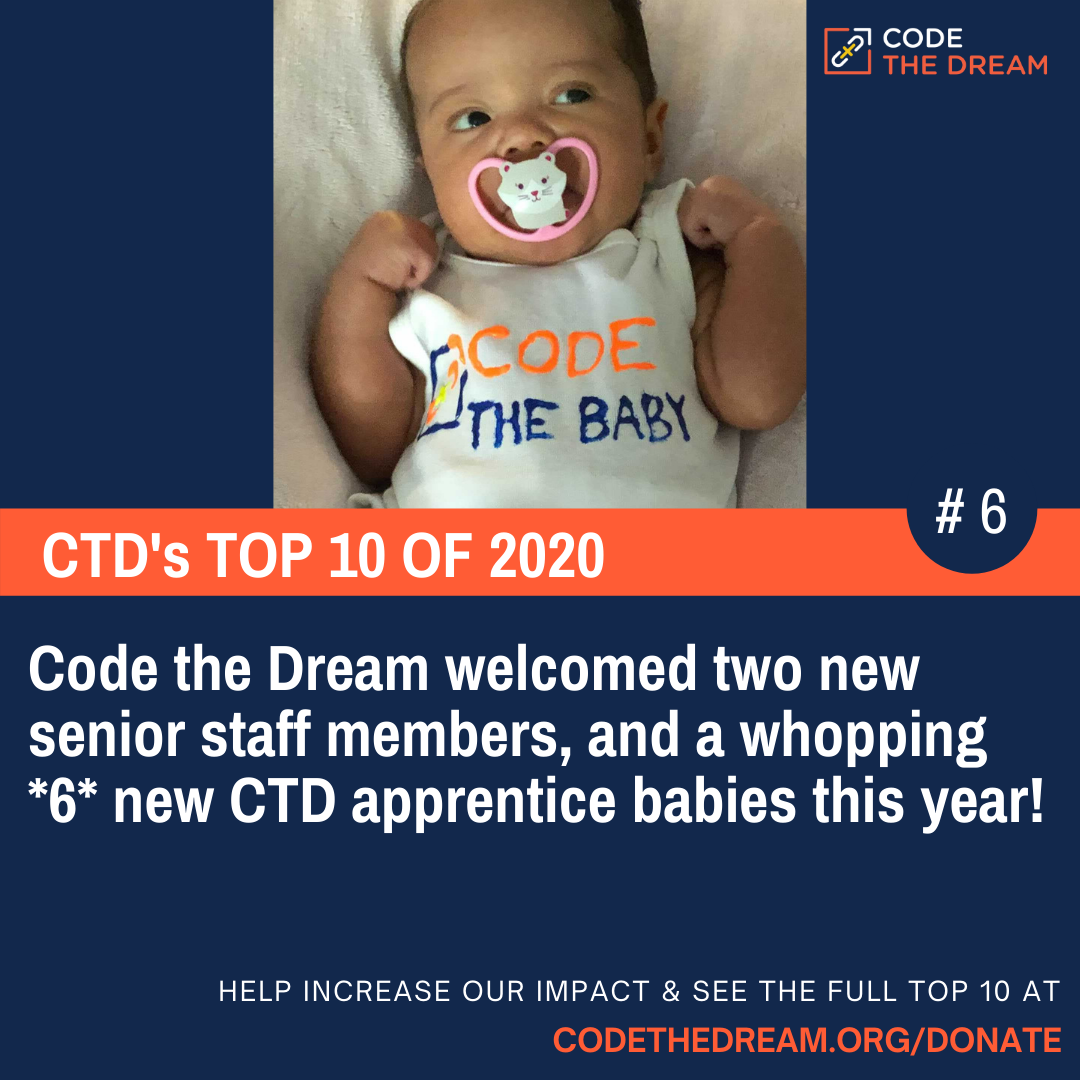 CODE
THE DREAM
CODE
THE BABY
# 6
CTD's TOP 10 OF 2020
Code the Dream welcomed two new
senior staff members, and a whopping
*6* new CTD apprentice babies this year!
HELP INCREASE OUR IMPACT & SEE THE FULL TOP 10 AT
CODETHEDREAM.ORG/DONATE